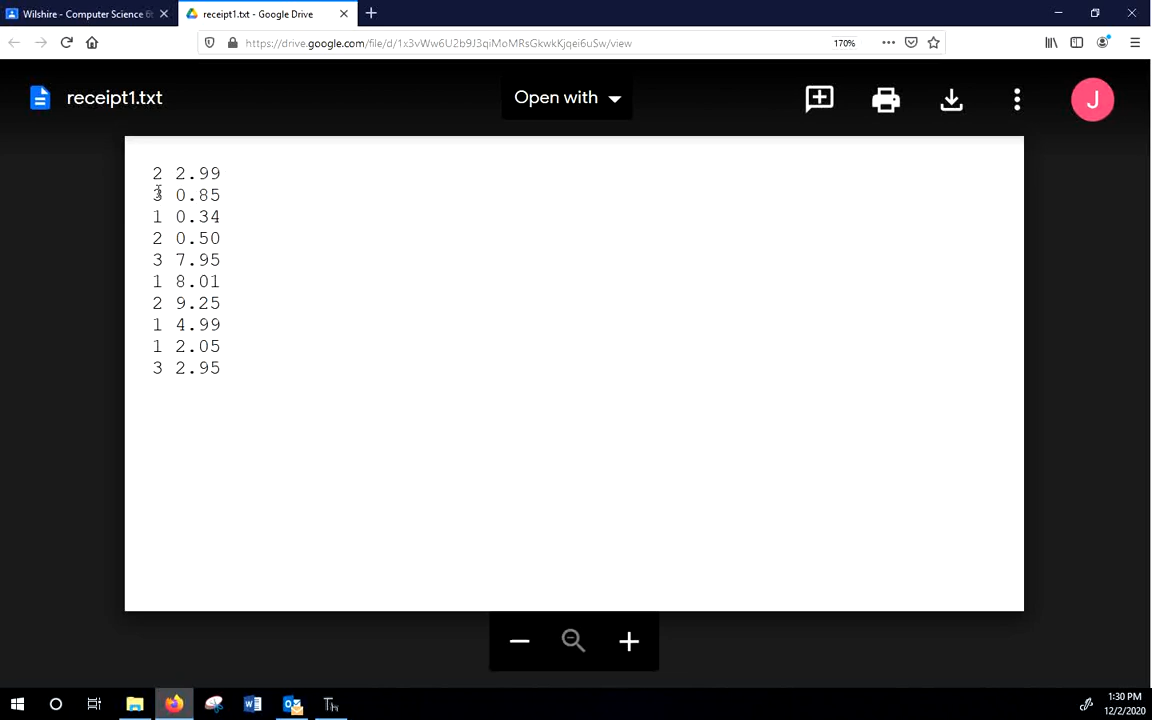 Wilshire - Computer Science 6t
receipt1.txt - Google Drive
https://drive.google.com/file/d/1x3vWw6U2b9J3qiMoMRsGkwkKjqei6uSw/view
170%
receipt1.txt
Open with
J
2 2.99
3 0.85
1 0.34
2 0.50
3 7.95
1 8.01
2 9.25
1 4.99
1 2.05
3 2.95
1:30 PM
12/2/2020